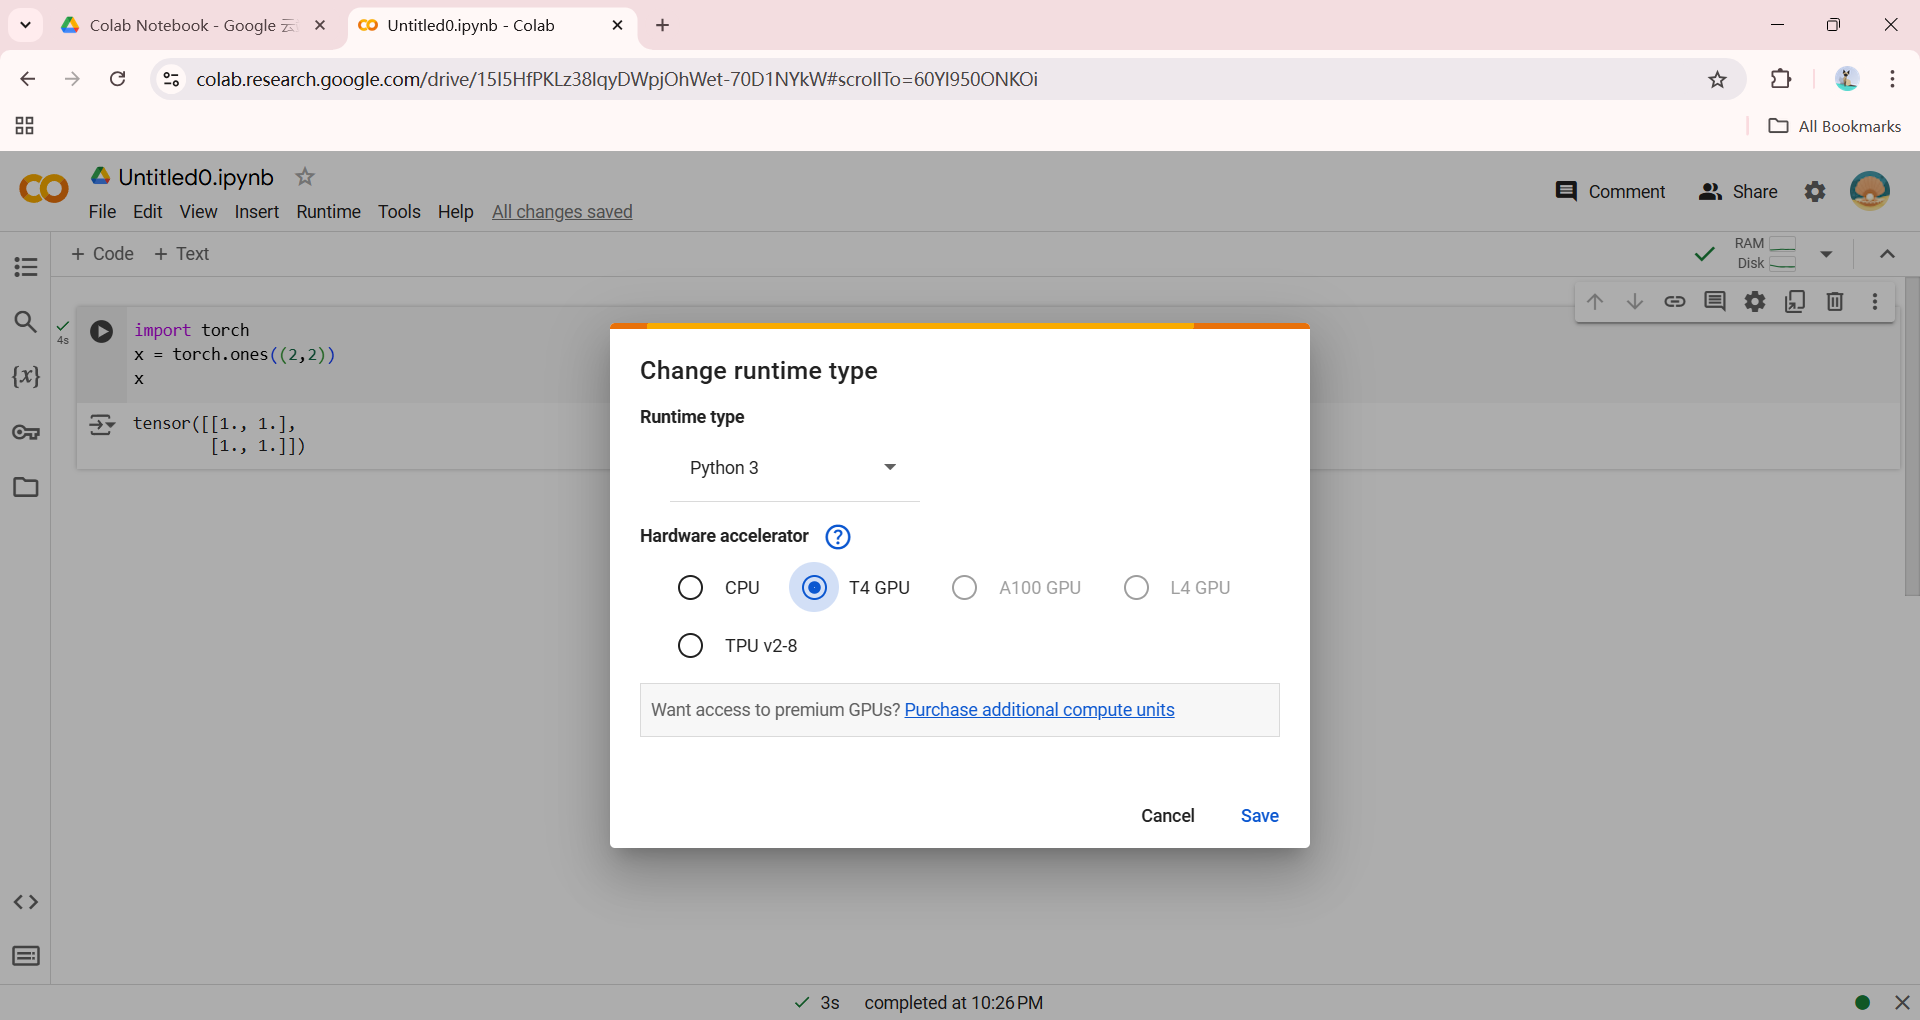 Colab Notebook - Google 云
Untitled0.ipynb - Colab
colab.research.google.com/drive/15I5HfPKLz38IqyDWpjOhWet-70D1NYkW#scrollTo=60YI950ONKOi
All Bookmarks
Untitled0.ipynb
File Edit View Insert Runtime Tools Help All changes saved
Comment
Share
+ Code + Text
RAM
Disk
4s
import torch
x = torch.ones((2,2))
x
tensor([[1., 1.],
[1., 1.]])
Change runtime type
Runtime type
Python 3
Hardware accelerator ?
CPU T4 GPU A100 GPU L4 GPU
TPU v2-8
Want access to premium GPUs? Purchase additional compute units
Cancel Save
3s completed at 10:26 PM